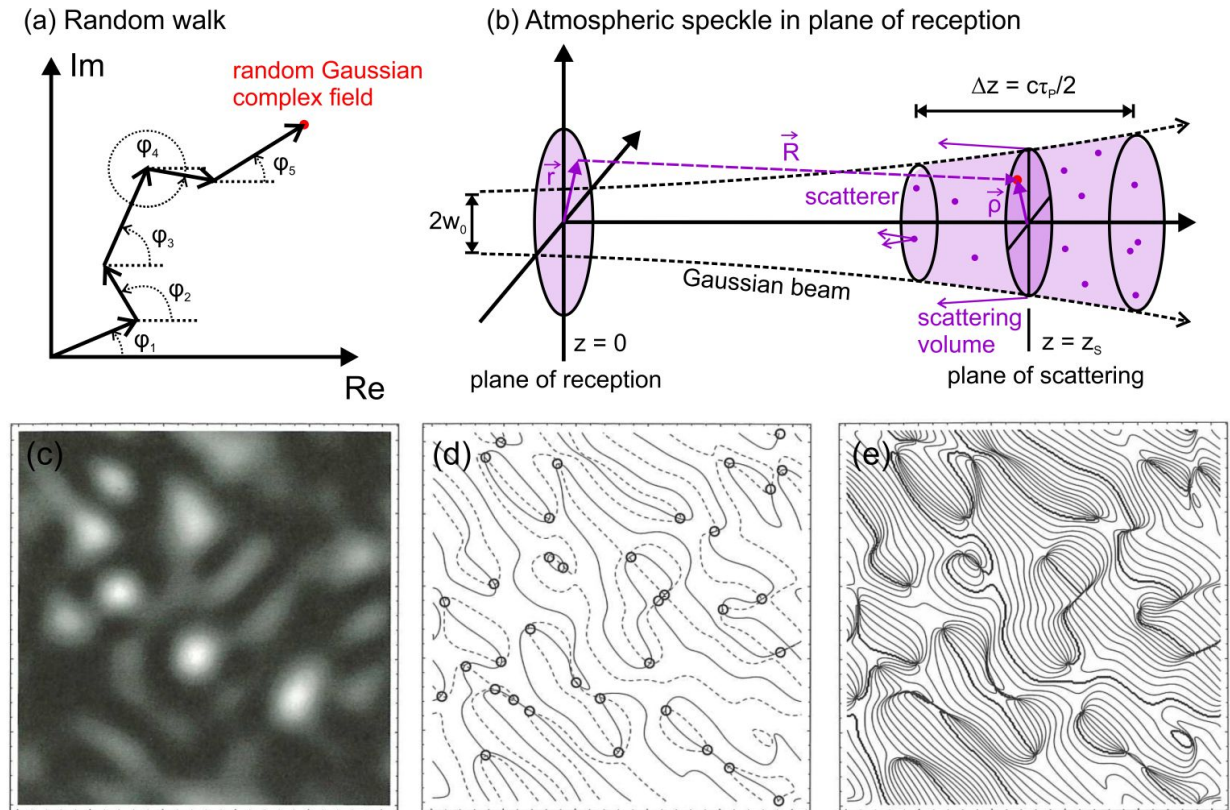 (a) Random walk
Im
random Gaussian
complex field
φ₁
φ₂
φ₃
φ₄
φ₅
Re
(b) Atmospheric speckle in plane of reception
Δz = cτₚ/2
r
R
scatterer
ρ
2w₀
Gaussian beam
scattering
volume
z = 0
z = zₛ
plane of reception
plane of scattering
(c)
(d)
(e)